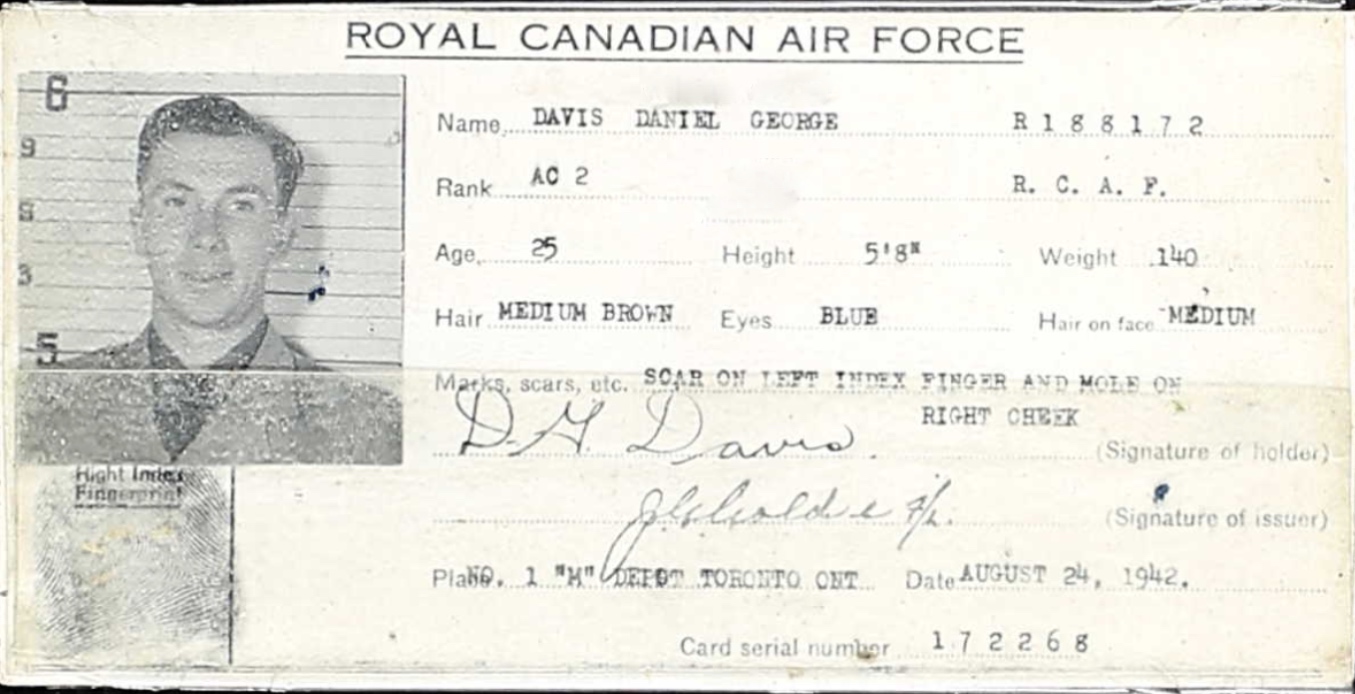 ROYAL CANADIAN AIR FORCE
Name DAVIS DANIEL GEORGE R188172
Rank AC 2 R. C. A. F.
Age 25 Height 5'8" Weight 140
Hair MEDIUM BROWN Eyes BLUE Hair on face MEDIUM
Marks, scars, etc. SCAR ON LEFT INDEX FINGER AND MOLE ON
RIGHT CHEEK
D. G. Davis. (Signature of holder)
(Signature of issuer)
Place NO. 1 "M" DEPOT TORONTO ONT Date AUGUST 24, 1942.
Card serial number 172268
6
9
3
5
Right Index
Fingerprint